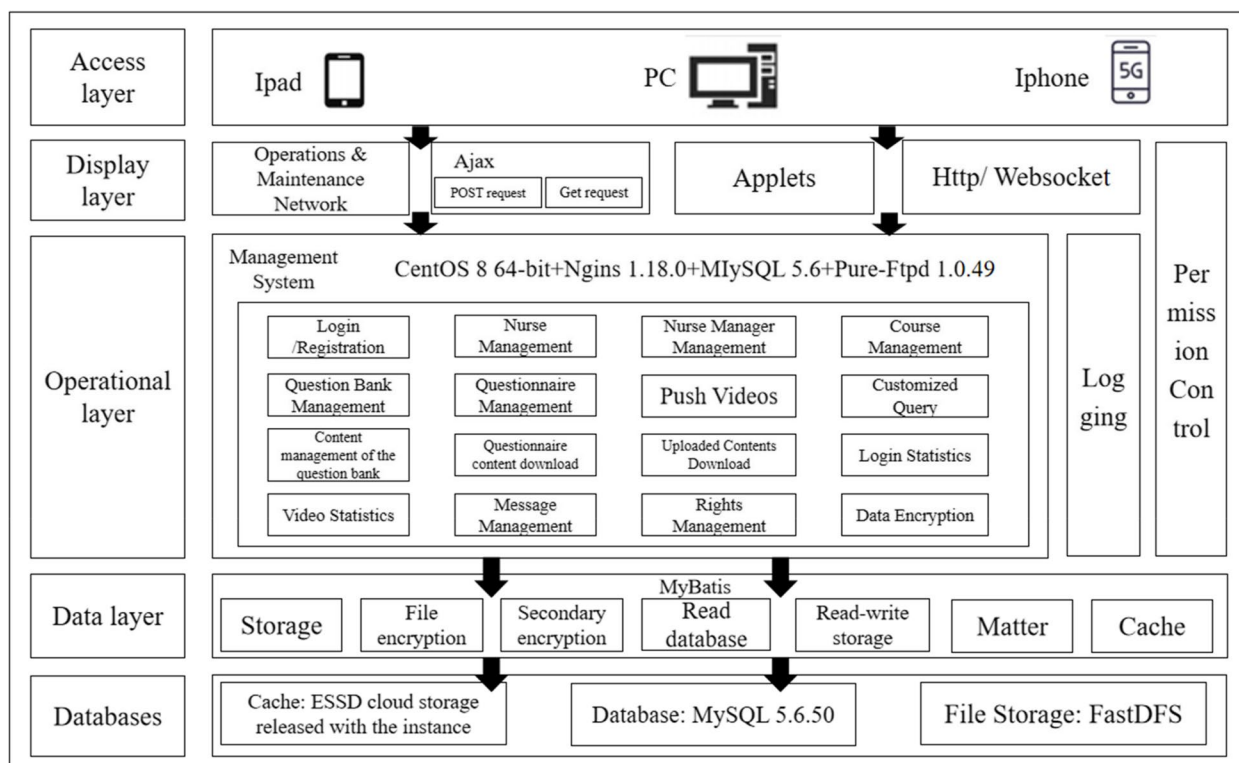 Access
layer
Ipad
PC
Iphone
5G
Display
layer
Operations &
Maintenance
Network
Ajax
POST request
Get request
Applets
Http/ Websocket
Operational
layer
Management
System
CentOS 8 64-bit+Ngins 1.18.0+MIySQL 5.6+Pure-Ftpd 1.0.49
Login
/Registration
Nurse
Management
Nurse Manager
Management
Course
Management
Question Bank
Management
Questionnaire
Management
Push Videos
Customized
Query
Content
management of the
question bank
Questionnaire
content download
Uploaded Contents
Download
Login Statistics
Video Statistics
Message
Management
Rights
Management
Data Encryption
Log
ging
Per
miss
ion
Con
trol
Data layer
MyBatis
Storage
File
encryption
Secondary
encryption
Read
database
Read-write
storage
Matter
Cache
Databases
Cache: ESSD cloud storage
released with the instance
Database: MySQL 5.6.50
File Storage: FastDFS